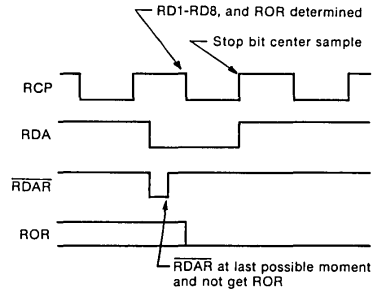 RD1-RD8, and ROR determined
Stop bit center sample
RCP
RDA
RDAR
ROR
RDAR at last possible moment
and not get ROR